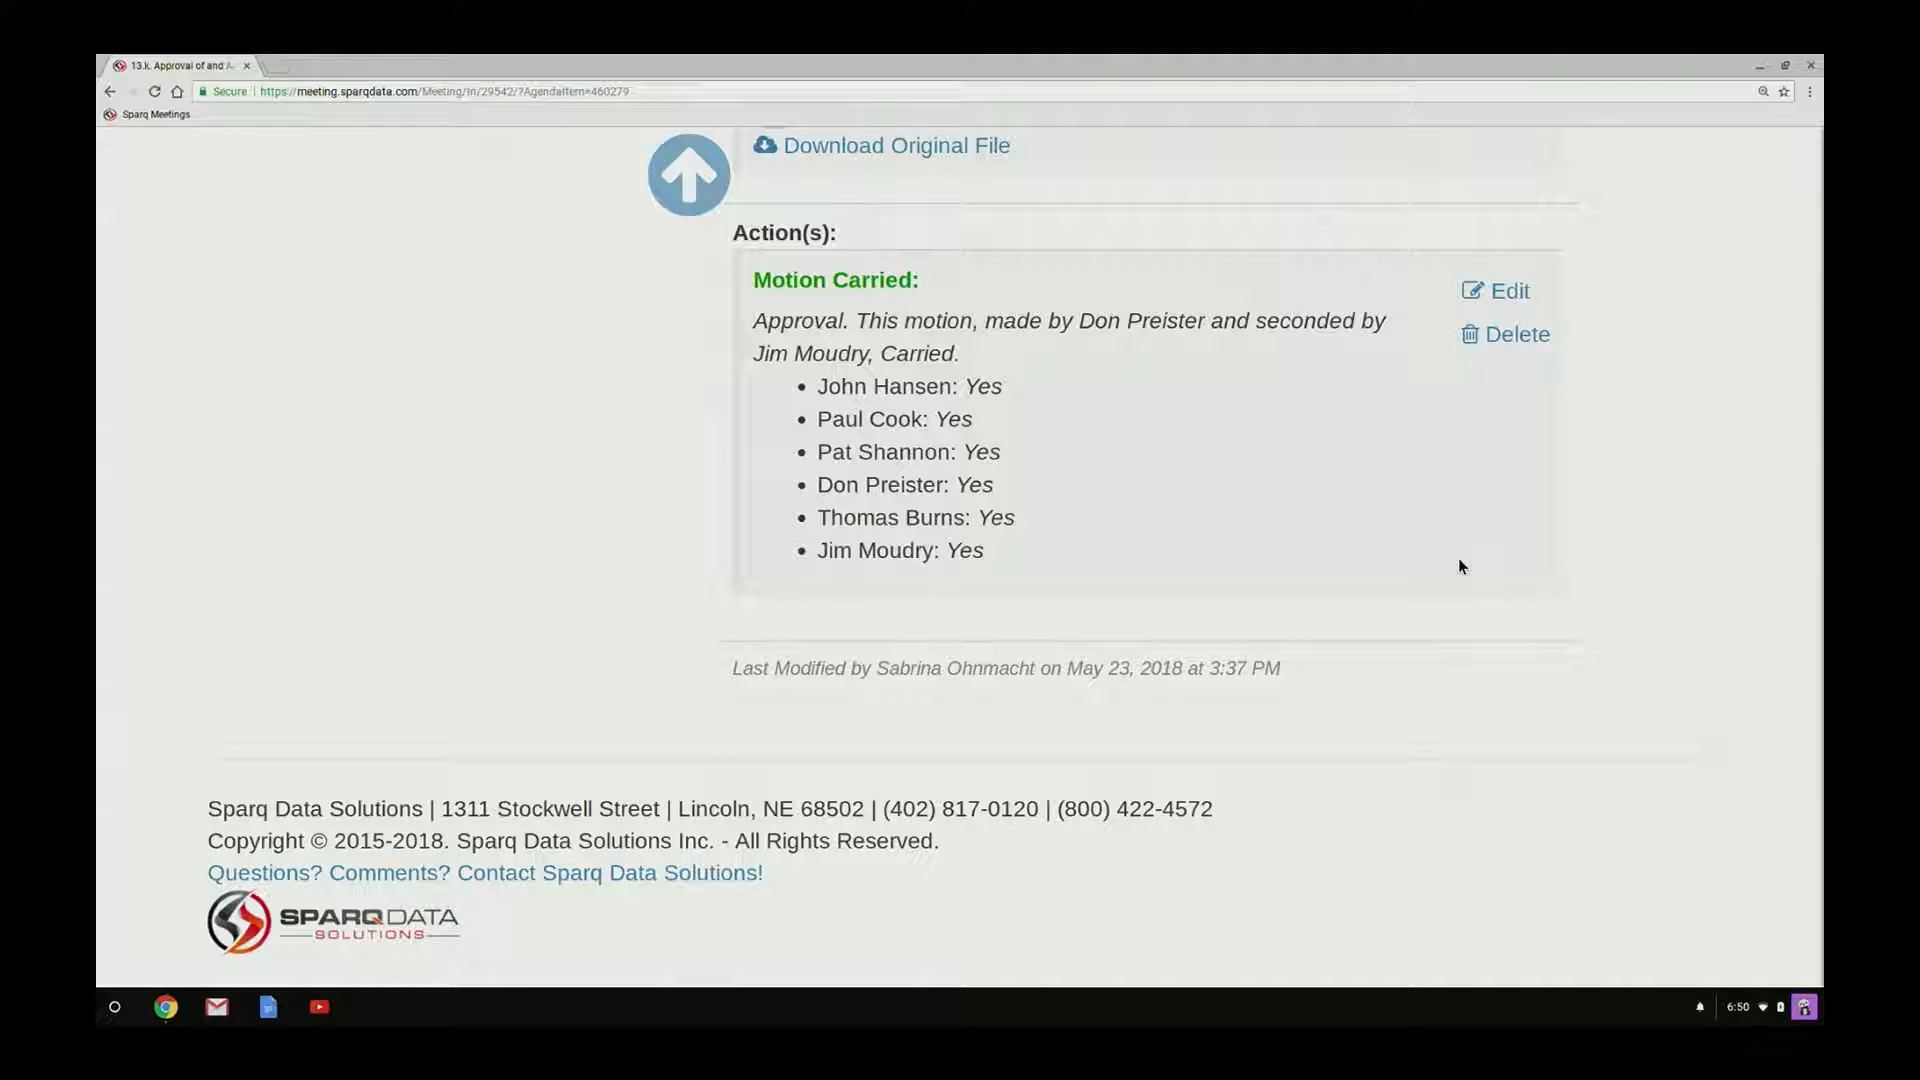 13.k. Approval of and A
Secure https://meeting.sparqdata.com/Meeting/In/29542/?AgendaItem=460279
Sparq Meetings
Download Original File
Action(s):
Motion Carried:
Edit
Approval. This motion, made by Don Preister and seconded by
Delete
Jim Moudry, Carried.
• John Hansen: Yes
• Paul Cook: Yes
• Pat Shannon: Yes
• Don Preister: Yes
• Thomas Burns: Yes
• Jim Moudry: Yes
Last Modified by Sabrina Ohnmacht on May 23, 2018 at 3:37 PM
Sparq Data Solutions | 1311 Stockwell Street | Lincoln, NE 68502 | (402) 817-0120 | (800) 422-4572
Copyright © 2015-2018. Sparq Data Solutions Inc. - All Rights Reserved.
Questions? Comments? Contact Sparq Data Solutions!
SPARQDATA
SOLUTIONS
6:50